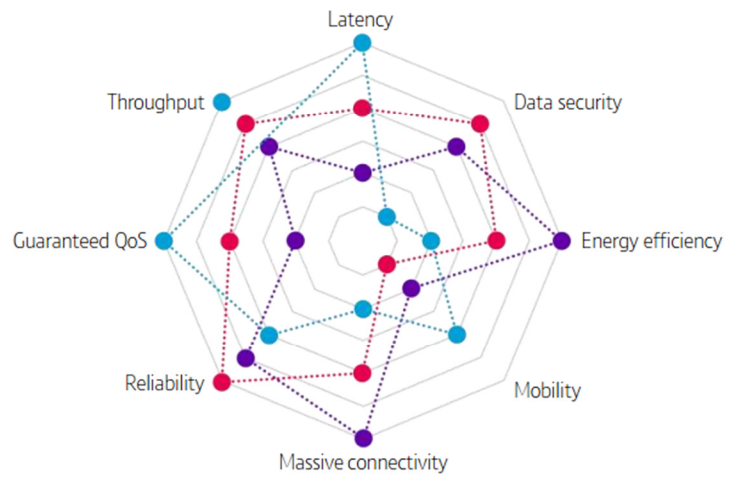 Latency
Throughput
Data security
Guaranteed QoS
Energy efficiency
Reliability
Mobility
Massive connectivity